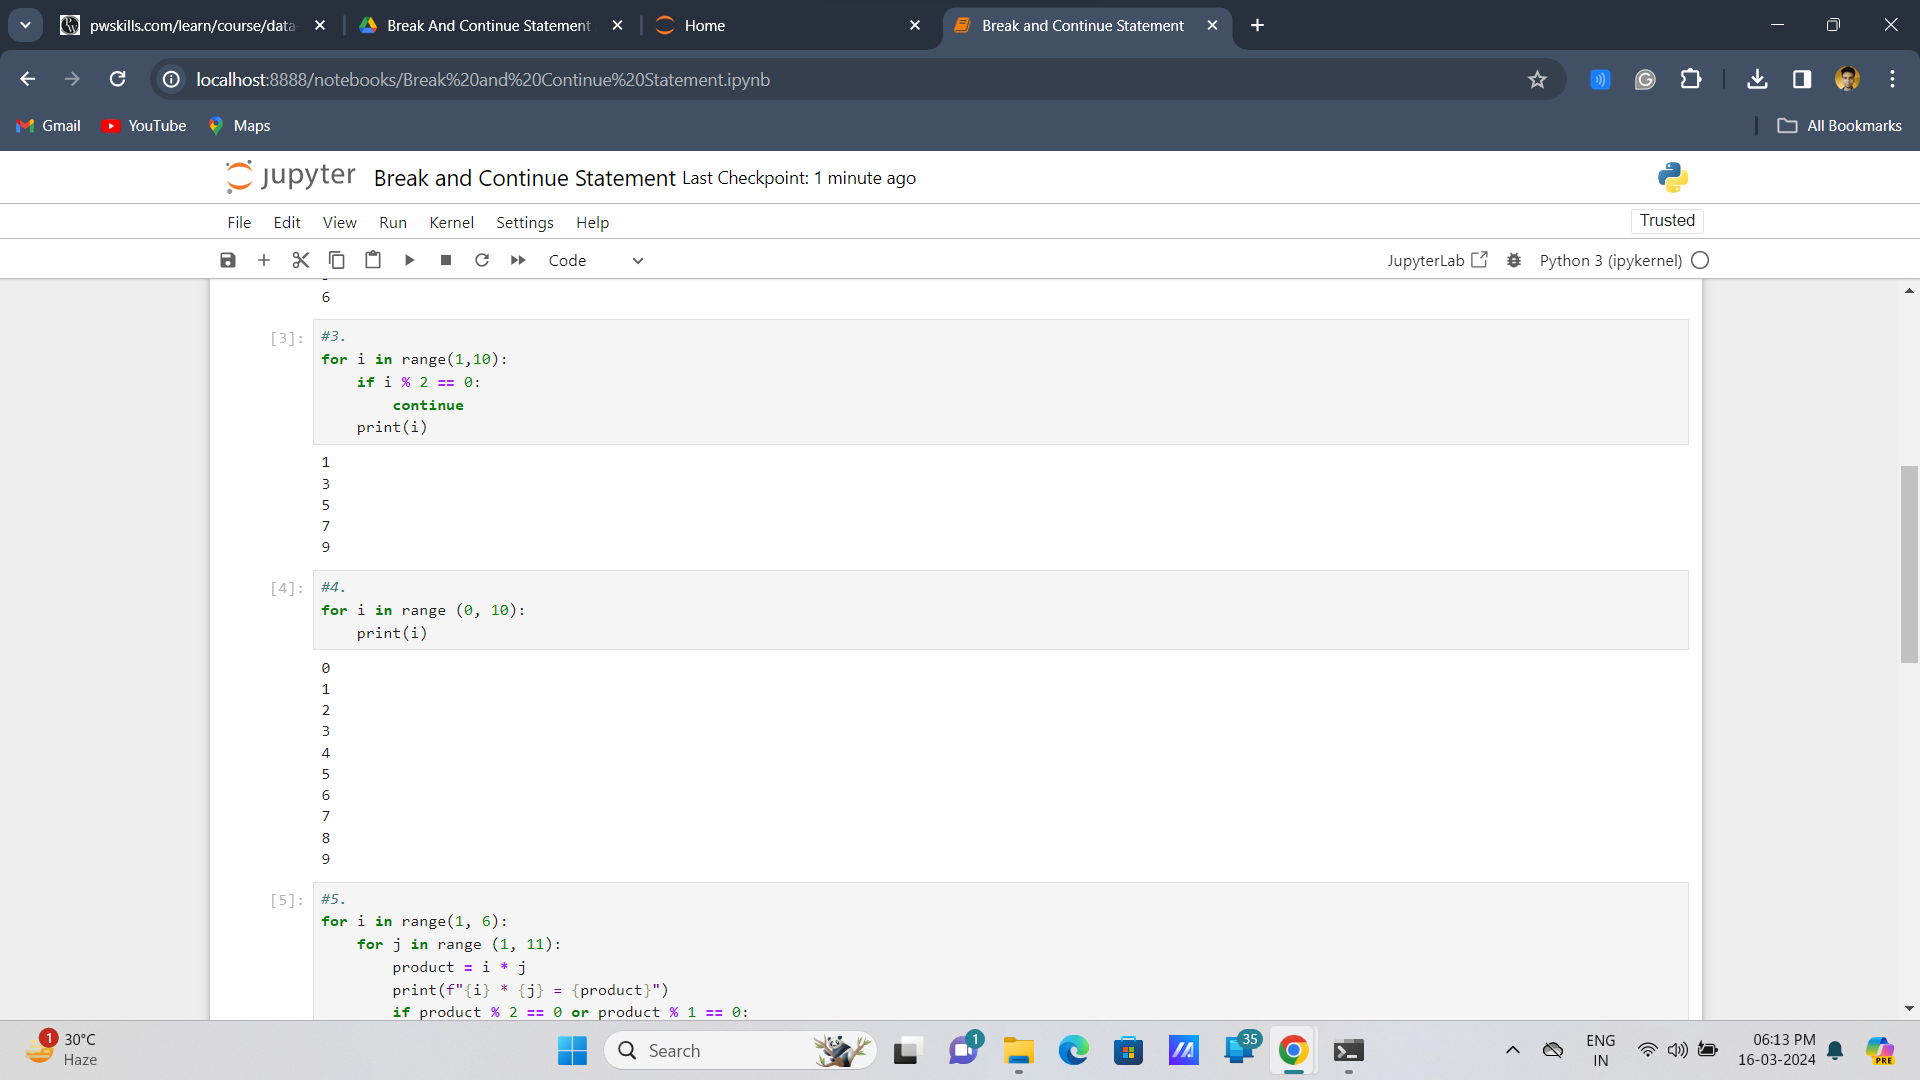 pwskills.com/learn/course/data-
Break And Continue Statement
Home
Break and Continue Statement
localhost:8888/notebooks/Break%20and%20Continue%20Statement.ipynb
Gmail
YouTube
Maps
All Bookmarks
jupyter Break and Continue Statement Last Checkpoint: 1 minute ago
File Edit View Run Kernel Settings Help
Trusted
Code
JupyterLab
Python 3 (ipykernel)
6
[3]: #3.
for i in range(1,10):
    if i % 2 == 0:
        continue
    print(i)
1
3
5
7
9
[4]: #4.
for i in range (0, 10):
    print(i)
0
1
2
3
4
5
6
7
8
9
[5]: #5.
for i in range(1, 6):
    for j in range (1, 11):
        product = i * j
        print(f"{i} * {j} = {product}")
        if product % 2 == 0 or product % 1 == 0:
1
30°C
Haze
Search
1
35
ENG
IN
06:13 PM
16-03-2024
PRE